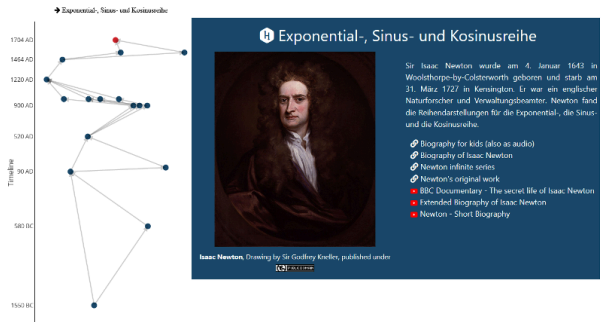 → Exponential-, Sinus- und Kosinusreihe
1704 AD
1464 AD
1220 AD
900 AD
520 AD
90 AD
580 BC
1550 BC
Timeline
Exponential-, Sinus- und Kosinusreihe
Sir Isaac Newton wurde am 4. Januar 1643 in
Woolsthorpe-by-Colsterworth geboren und starb am
31. März 1727 in Kensington. Er war ein englischer
Naturforscher und Verwaltungsbeamter. Newton fand
die Reihendarstellungen für die Exponential-, die Sinus-
und die Kosinusreihe.
Biography for kids (also as audio)
Biography of Isaac Newton
Newton infinite series
Newton's original work
BBC Documentary - The secret life of Isaac Newton
Extended Biography of Isaac Newton
Newton - Short Biography
Isaac Newton, Drawing by Sir Godfrey Kneller, published under